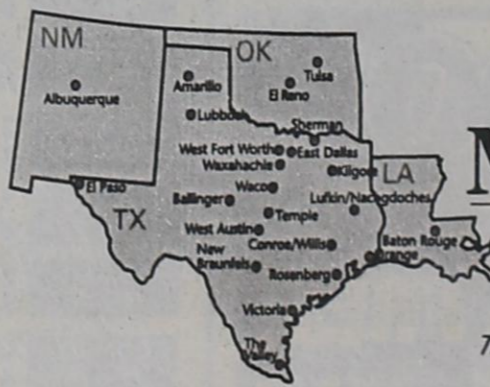 NM
OK
Tulsa
Amarillo
Albuquerque
El Reno
Lubbock
Sherman
West Fort Worth
East Dallas
Waxahachie
Kilgore
LA
El Paso
Waco
Ballinger
Lufkin/Nacogdoches
TX
Temple
West Austin
Baton Rouge
New
Braunfels
Conroe/Willis
Orange
Rosenberg
Victoria
The
Valley
M
7